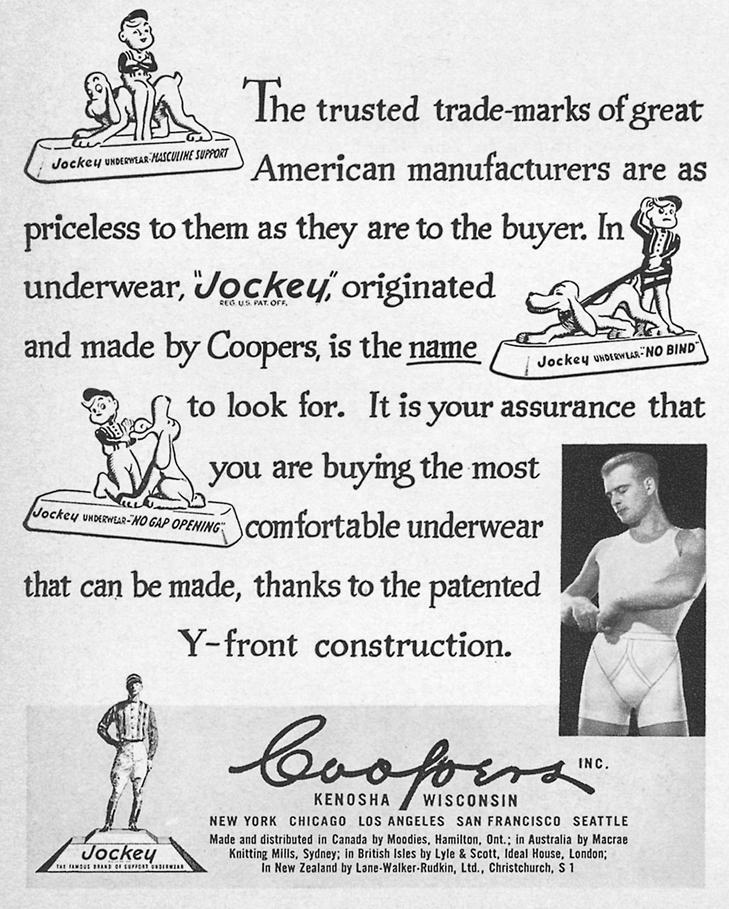 The trusted trade-marks of great
Jockey UNDERWEAR-"MASCULINE SUPPORT"
American manufacturers are as
priceless to them as they are to the buyer. In
underwear, "Jockey," originated
REG. U.S. PAT. OFF.
and made by Coopers, is the name
Jockey UNDERWEAR-"NO BIND"
to look for. It is your assurance that
you are buying the most
Jockey UNDERWEAR-"NO GAP OPENING"
comfortable underwear
that can be made, thanks to the patented
Y-front construction.
Coopers INC.
KENOSHA WISCONSIN
NEW YORK CHICAGO LOS ANGELES SAN FRANCISCO SEATTLE
Made and distributed in Canada by Moodies, Hamilton, Ont.; in Australia by Macrae
Knitting Mills, Sydney; in British Isles by Lyle & Scott, Ideal House, London;
In New Zealand by Lane-Walker-Rudkin, Ltd., Christchurch, S 1
Jockey
THE FAMOUS BRAND OF SUPPORT UNDERWEAR